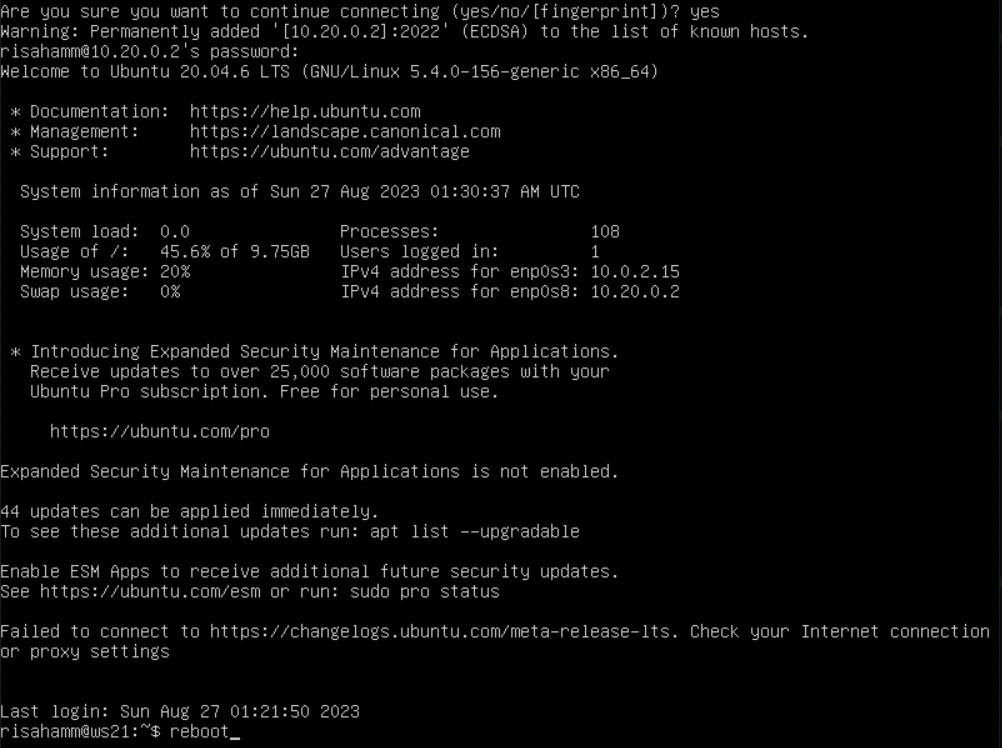 Are you sure you want to continue connecting (yes/no/[fingerprint])? yes
Warning: Permanently added '[10.20.0.2]:2022' (ECDSA) to the list of known hosts.
risahamm@10.20.0.2's password:
Welcome to Ubuntu 20.04.6 LTS (GNU/Linux 5.4.0-156-generic x86_64)

 * Documentation:  https://help.ubuntu.com
 * Management:     https://landscape.canonical.com
 * Support:        https://ubuntu.com/advantage

  System information as of Sun 27 Aug 2023 01:30:37 AM UTC

  System load:  0.0               Processes:               108
  Usage of /:   45.6% of 9.75GB   Users logged in:         1
  Memory usage: 20%               IPv4 address for enp0s3: 10.0.2.15
  Swap usage:   0%                IPv4 address for enp0s8: 10.20.0.2

 * Introducing Expanded Security Maintenance for Applications.
   Receive updates to over 25,000 software packages with your
   Ubuntu Pro subscription. Free for personal use.

     https://ubuntu.com/pro

Expanded Security Maintenance for Applications is not enabled.

44 updates can be applied immediately.
To see these additional updates run: apt list --upgradable

Enable ESM Apps to receive additional future security updates.
See https://ubuntu.com/esm or run: sudo pro status

Failed to connect to https://changelogs.ubuntu.com/meta-release-lts. Check your Internet connection
or proxy settings

Last login: Sun Aug 27 01:21:50 2023
risahamm@ws21:~$ reboot_